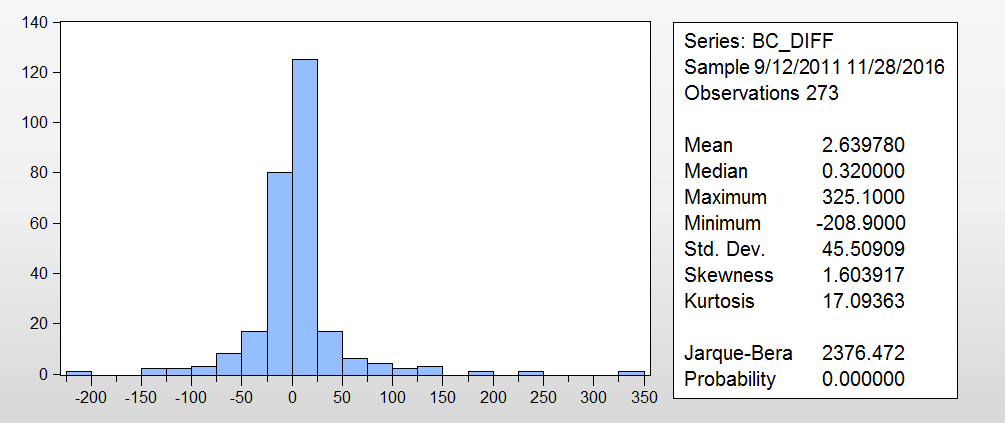 140
120
100
80
60
40
20
0
-200 -150 -100 -50 0 50 100 150 200 250 300 350
Series: BC_DIFF
Sample 9/12/2011 11/28/2016
Observations 273
Mean 2.639780
Median 0.320000
Maximum 325.1000
Minimum -208.9000
Std. Dev. 45.50909
Skewness 1.603917
Kurtosis 17.09363
Jarque-Bera 2376.472
Probability 0.000000